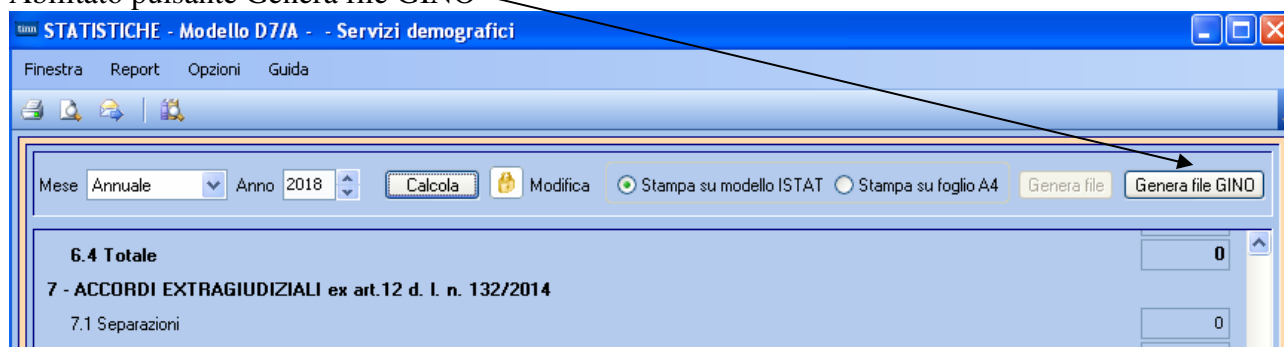 Abilitato pulsante Genera file GINO
tinn STATISTICHE - Modello D7/A - - Servizi demografici
Finestra Report Opzioni Guida
Mese Annuale Anno 2018 Calcola Modifica Stampa su modello ISTAT Stampa su foglio A4 Genera file Genera file GINO
6.4 Totale 0
7 - ACCORDI EXTRAGIUDIZIALI ex art.12 d. l. n. 132/2014
7.1 Separazioni 0